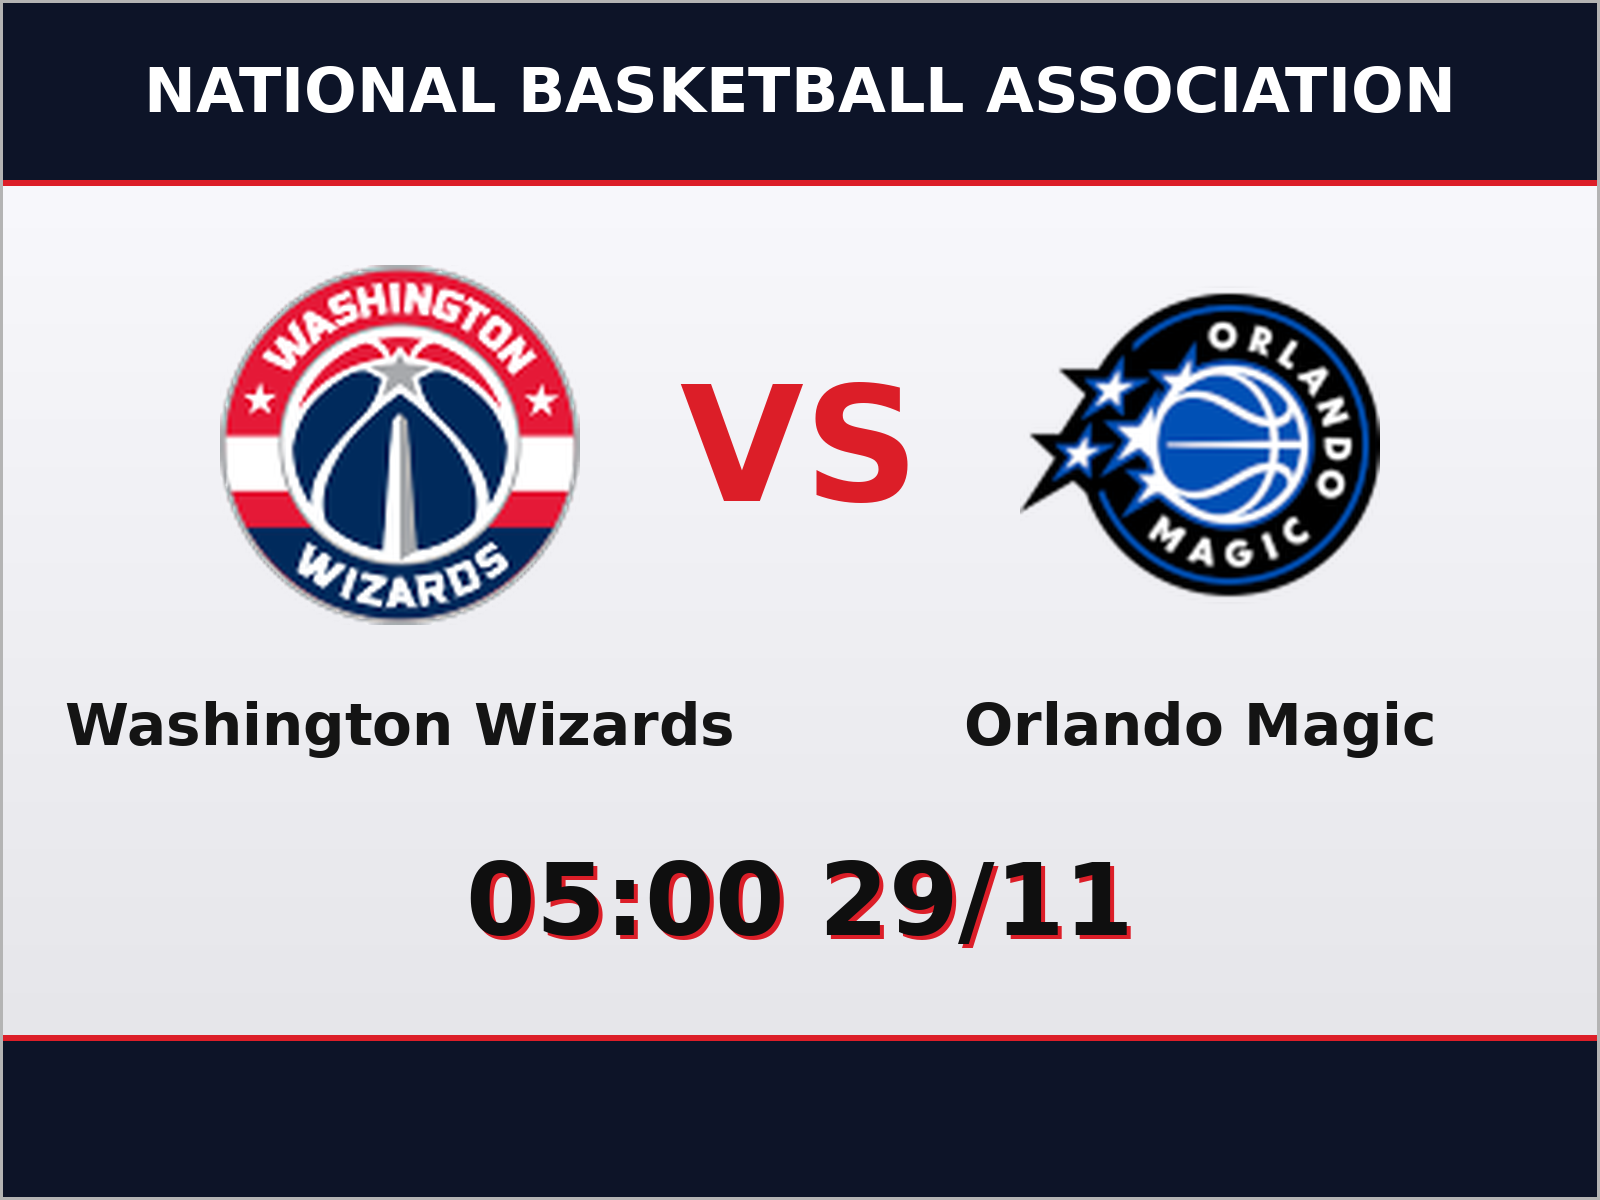 NATIONAL BASKETBALL ASSOCIATION
WASHINGTON
WIZARDS
VS
ORLANDO
MAGIC
Washington Wizards
Orlando Magic
05:00 29/11